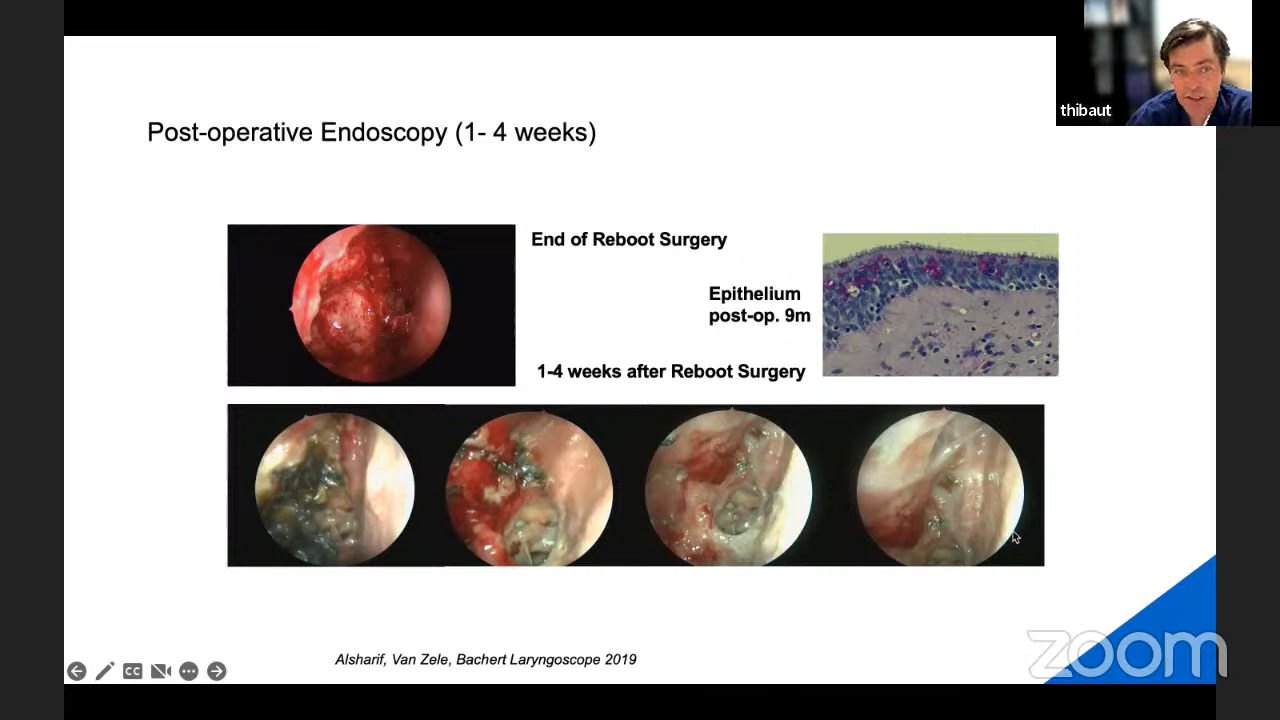 thibaut
Post-operative Endoscopy (1- 4 weeks)
End of Reboot Surgery
Epithelium
post-op. 9m
1-4 weeks after Reboot Surgery
Alsharif, Van Zele, Bachert Laryngoscope 2019
CC
zoom